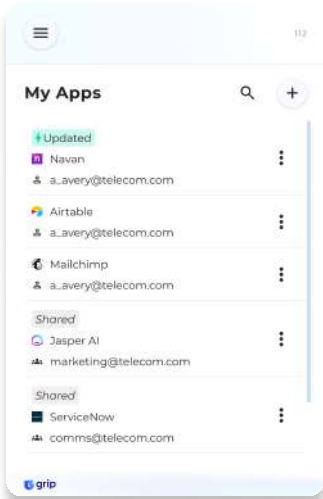 112
My Apps
Updated
Navan
a_avery@telecom.com
Airtable
a_avery@telecom.com
Mailchimp
a_avery@telecom.com
Shared
Jasper AI
marketing@telecom.com
Shared
ServiceNow
comms@telecom.com
grip